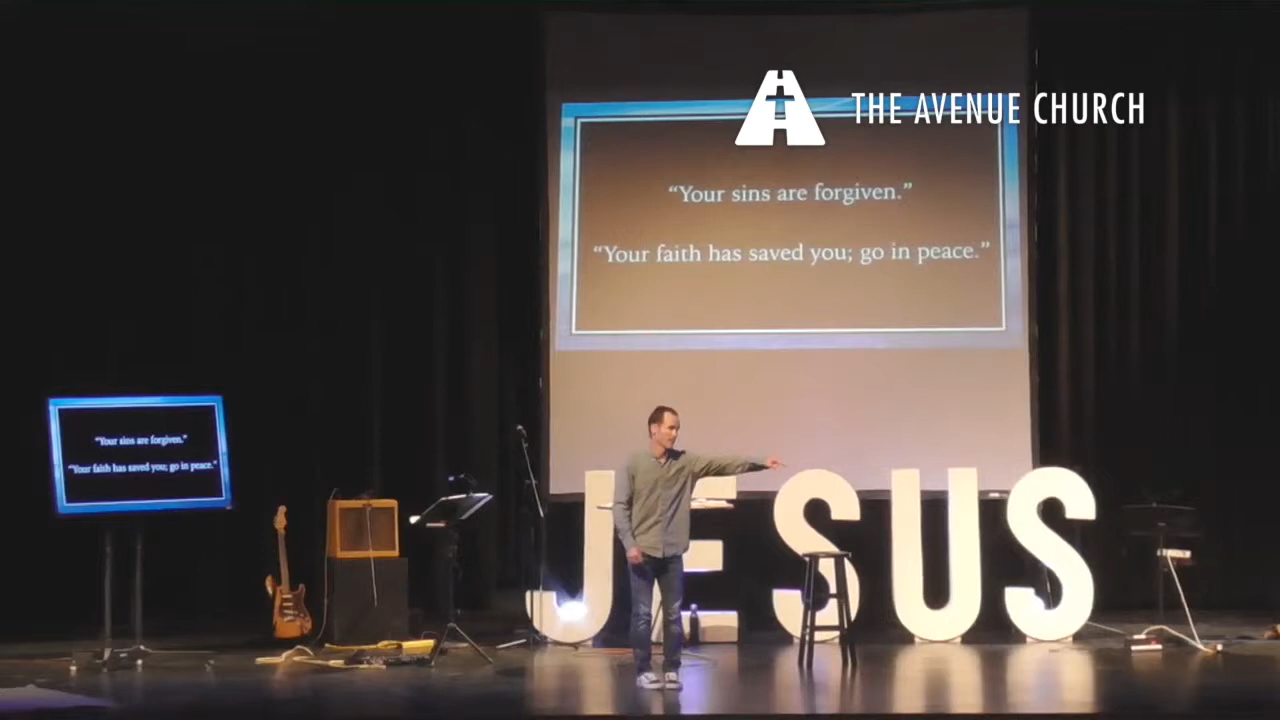 THE AVENUE CHURCH
“Your sins are forgiven.”
“Your faith has saved you; go in peace.”
“Your sins are forgiven.”
“Your faith has saved you; go in peace.”
JESUS